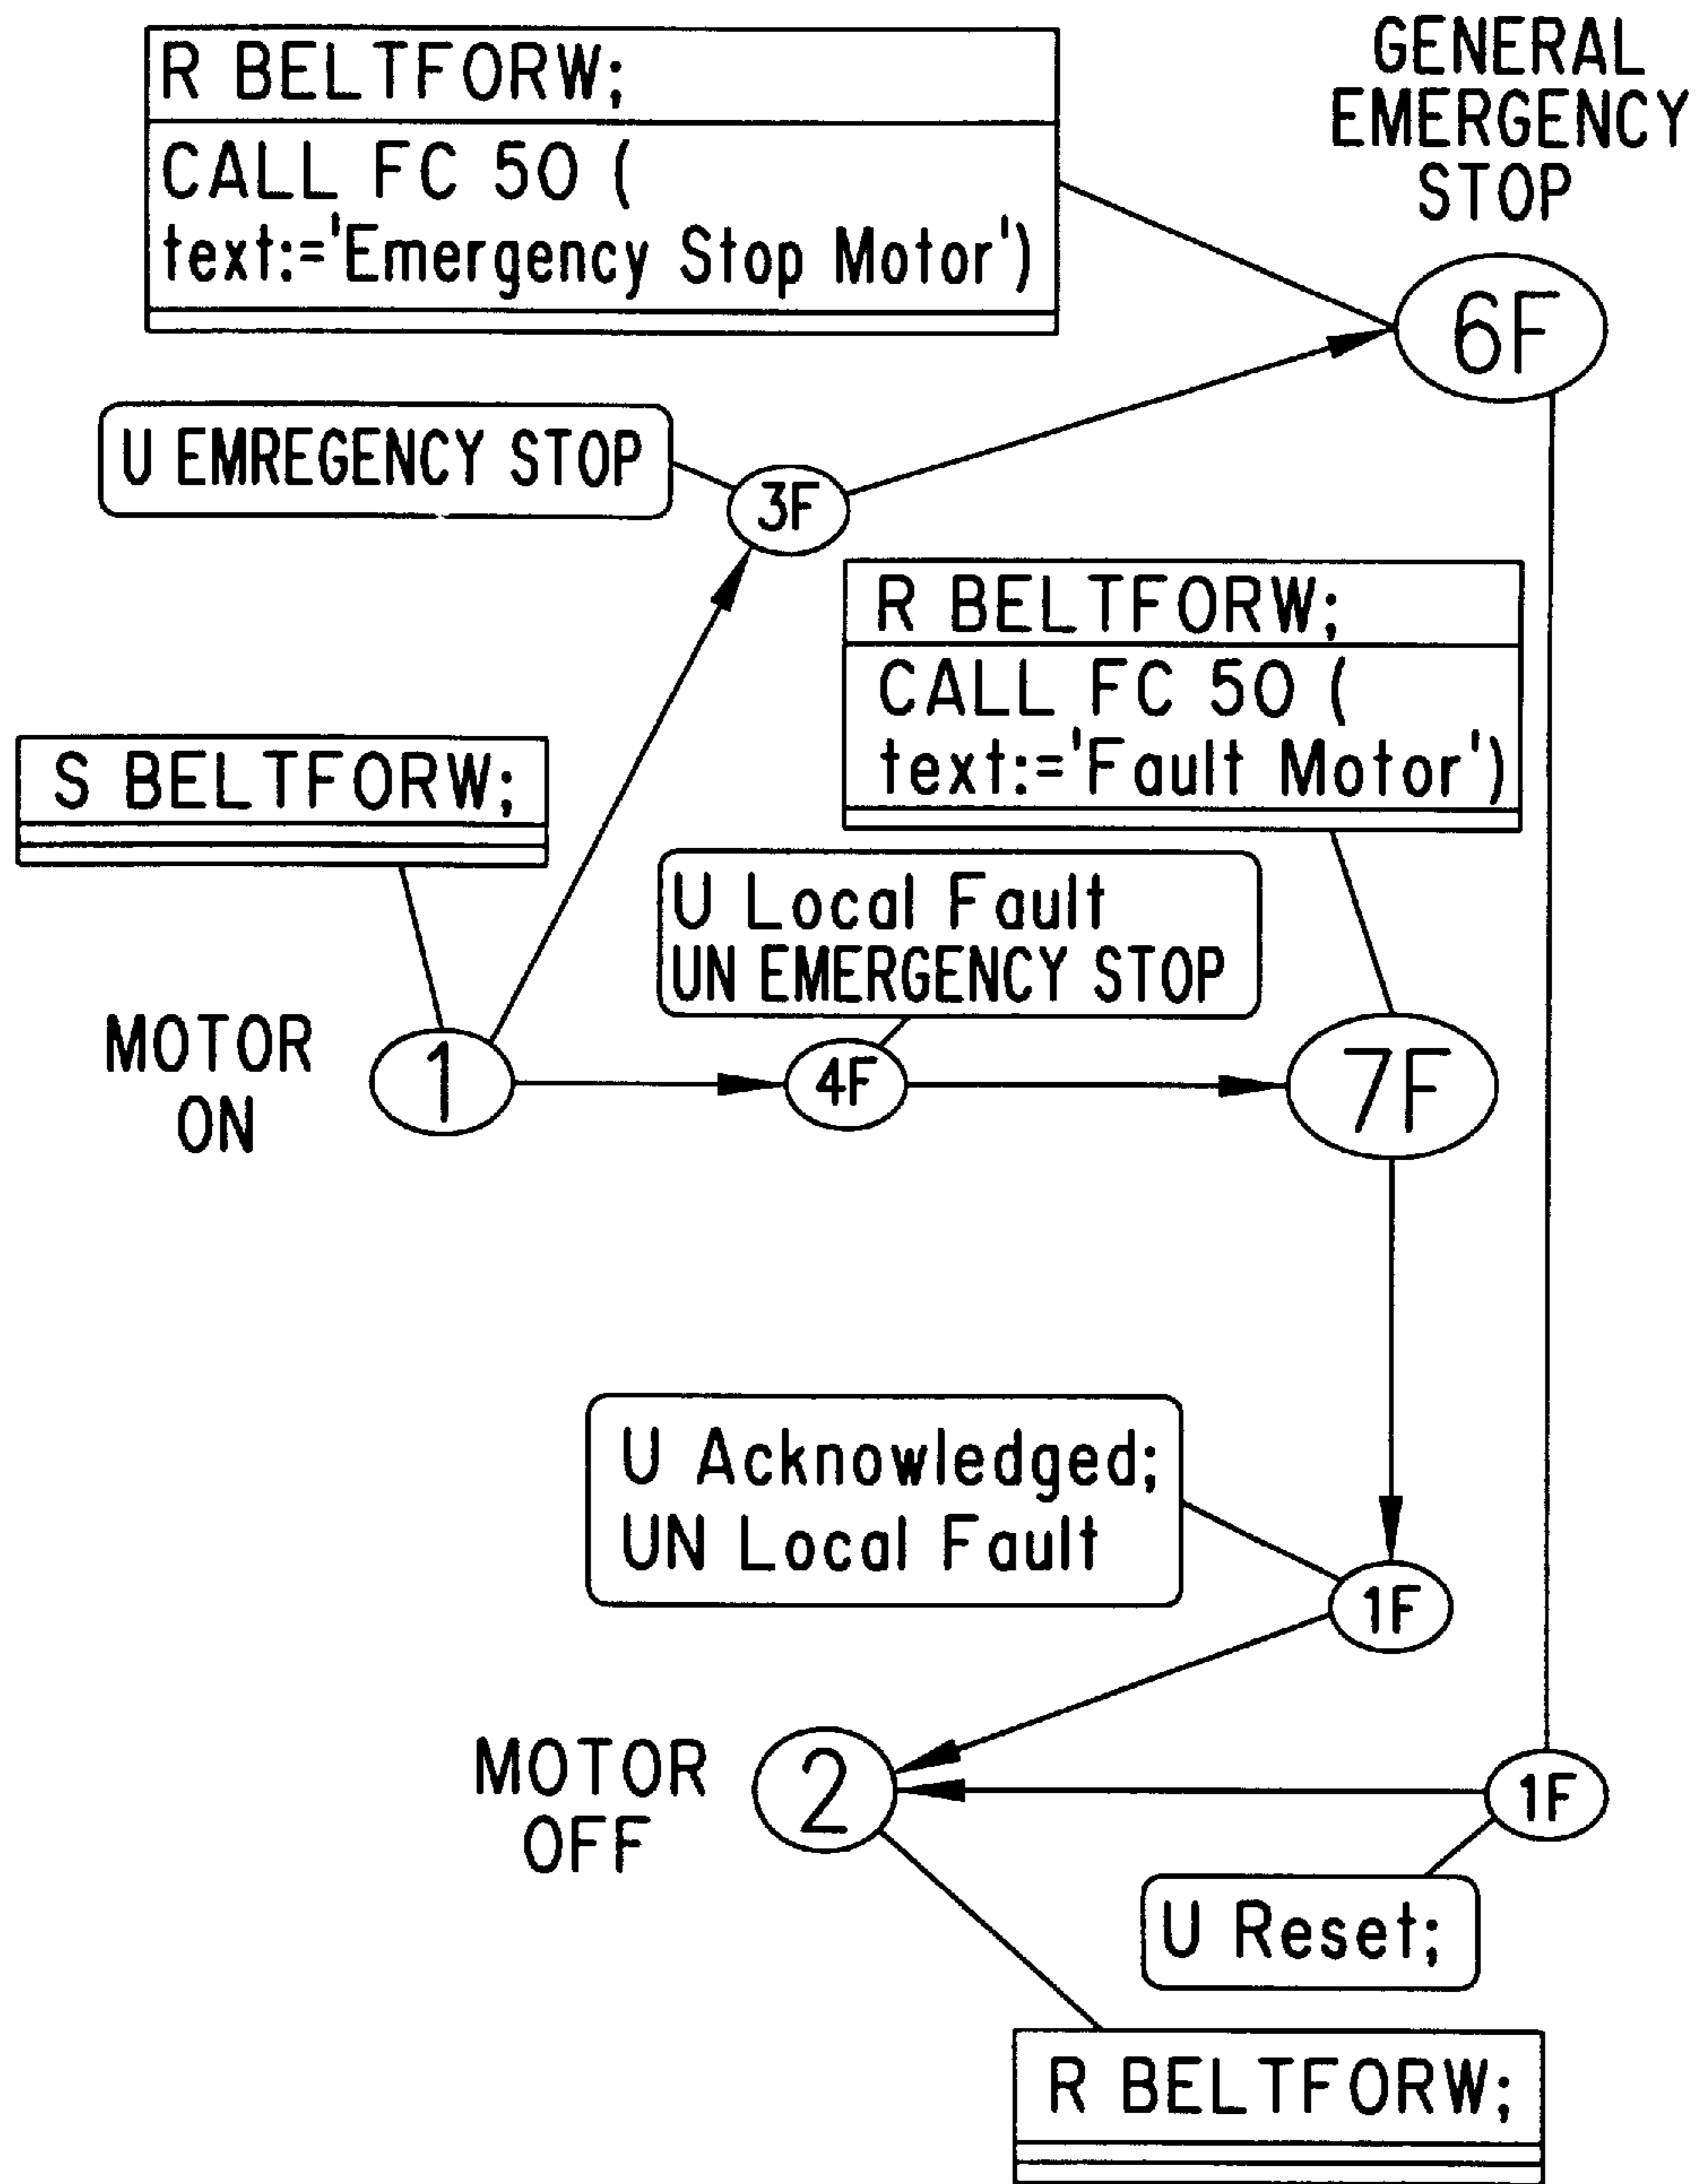 R BELTFORW;
CALL FC 50 (
text:='Emergency Stop Motor')
GENERAL
EMERGENCY
STOP
6F
U EMREGENCY STOP
3F
R BELTFORW;
CALL FC 50 (
text:='Fault Motor')
S BELTFORW;
U Local Fault
UN EMERGENCY STOP
MOTOR
ON
1
4F
7F
U Acknowledged;
UN Local Fault
1F
MOTOR
OFF
2
1F
U Reset;
R BELTFORW;